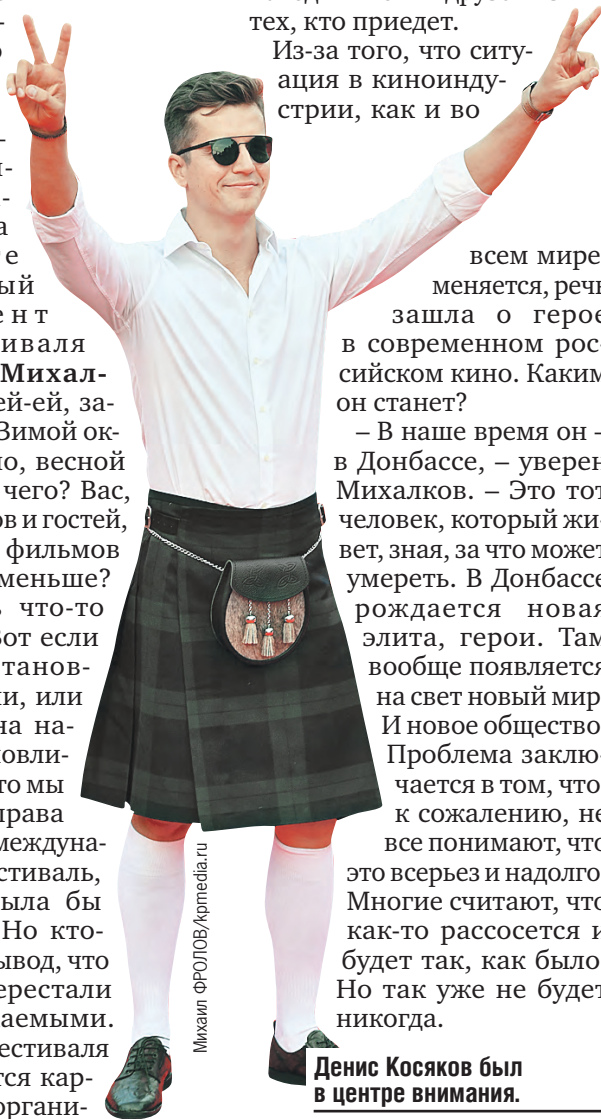 тех, кто приедет.
Из-за того, что ситу-
ация в киноинду-
стрии, как и во
всем мире,
меняется, речь
зашла о герое
в современном рос-
сийском кино. Каким
он станет?
– В наше время он –
в Донбассе, – уверен
Михалков. – Это тот
человек, который жи-
вет, зная, за что может
умереть. В Донбассе
рождается новая
элита, герои. Там
вообще появляется
на свет новый мир.
И новое общество.
Проблема заклю-
чается в том, что,
к сожалению, не
все понимают, что
это всерьез и надолго.
Многие считают, что
как-то рассосется и
будет так, как было.
Но так уже не будет
никогда.
иваля
Михал-
ей-ей, за-
Зимой ок-
но, весной
чего? Вас,
ов и гостей,
фильмов
меньше?
что-то
Вот если
танов-
ли, или
на на-
овли-
то мы
права
междуна-
стиваль,
была бы
Но кто-
ывод, что
ерестали
аемыми.
естиваля
тся кар-
органи-
Михаил ФРОЛОВ/kpmedia.ru
Денис Косяков был
в центре внимания.